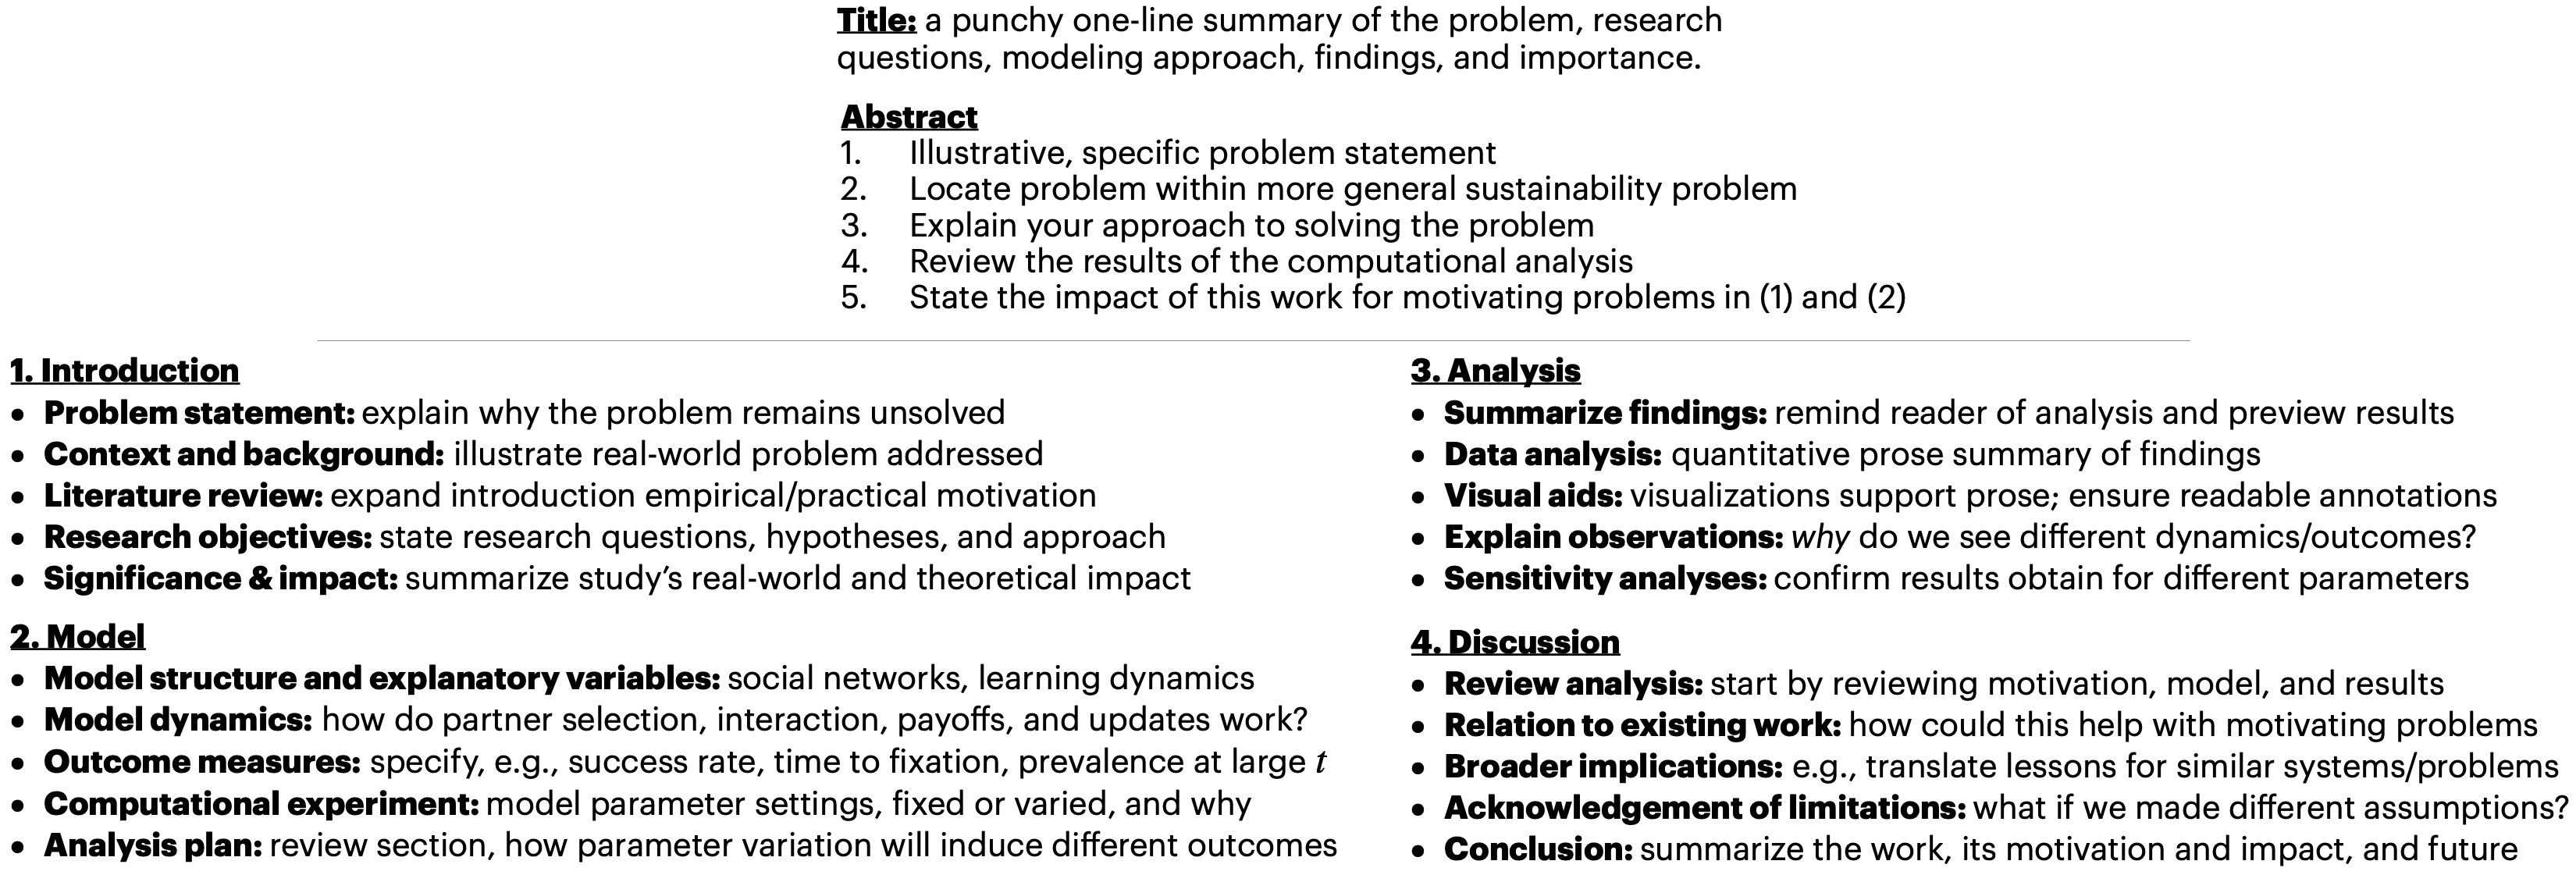 Title: a punchy one-line summary of the problem, research
questions, modeling approach, findings, and importance.
Abstract
1. Illustrative, specific problem statement
2. Locate problem within more general sustainability problem
3. Explain your approach to solving the problem
4. Review the results of the computational analysis
5. State the impact of this work for motivating problems in (1) and (2)
1. Introduction
• Problem statement: explain why the problem remains unsolved
• Context and background: illustrate real-world problem addressed
• Literature review: expand introduction empirical/practical motivation
• Research objectives: state research questions, hypotheses, and approach
• Significance & impact: summarize study’s real-world and theoretical impact
2. Model
• Model structure and explanatory variables: social networks, learning dynamics
• Model dynamics: how do partner selection, interaction, payoffs, and updates work?
• Outcome measures: specify, e.g., success rate, time to fixation, prevalence at large t
• Computational experiment: model parameter settings, fixed or varied, and why
• Analysis plan: review section, how parameter variation will induce different outcomes
3. Analysis
• Summarize findings: remind reader of analysis and preview results
• Data analysis: quantitative prose summary of findings
• Visual aids: visualizations support prose; ensure readable annotations
• Explain observations: why do we see different dynamics/outcomes?
• Sensitivity analyses: confirm results obtain for different parameters
4. Discussion
• Review analysis: start by reviewing motivation, model, and results
• Relation to existing work: how could this help with motivating problems
• Broader implications: e.g., translate lessons for similar systems/problems
• Acknowledgement of limitations: what if we made different assumptions?
• Conclusion: summarize the work, its motivation and impact, and future